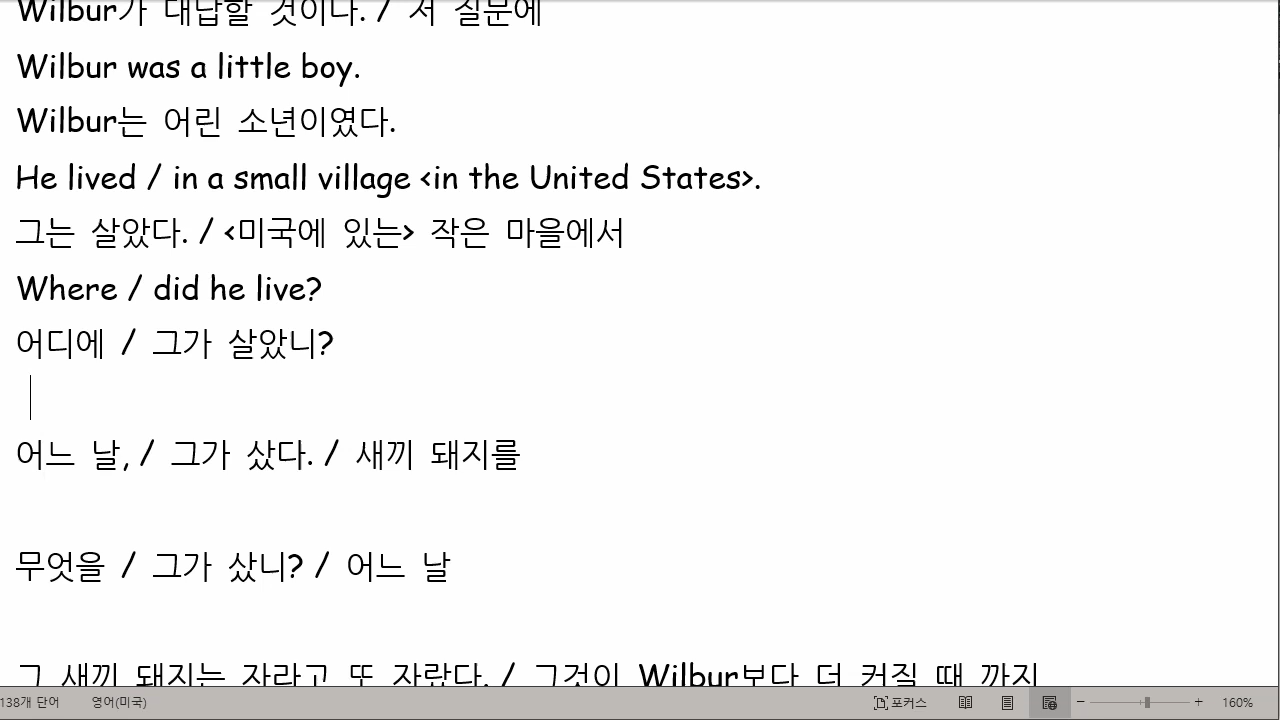 Wilbur가 대답할 것이다. / 저 질문에
Wilbur was a little boy.
Wilbur는 어린 소년이였다.
He lived / in a small village <in the United States>.
그는 살았다. / <미국에 있는> 작은 마을에서
Where / did he live?
어디에 / 그가 살았니?
어느 날, / 그가 샀다. / 새끼 돼지를
무엇을 / 그가 샀니? / 어느 날
그 새끼 돼지는 자라고 또 자랐다. / 그것이 Wilbur보다 더 커질 때 까지
138개 단어 영어(미국) 포커스 160%